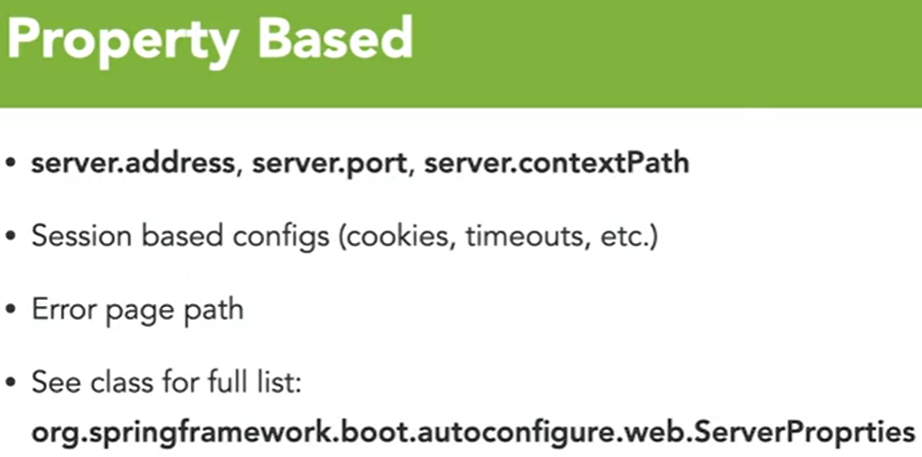 Property Based
• server.address, server.port, server.contextPath
• Session based configs (cookies, timeouts, etc.)
• Error page path
• See class for full list:
org.springframework.boot.autoconfigure.web.ServerProprties